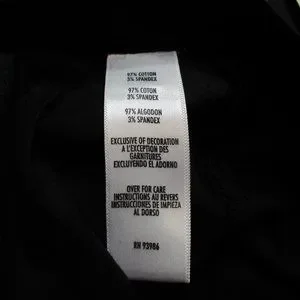 97% COTTON
3% SPANDEX
97% COTON
3% SPANDEX
97% ALGODON
3% SPANDEX
EXCLUSIVE OF DECORATION
A L'EXCEPTION DES
GARNITURES
EXCLUYENDO EL ADORNO
OVER FOR CARE
INSTRUCTIONS AU REVERS
INSTRUCCIONES DE LIMPIEZA
AL DORSO
RN 93986